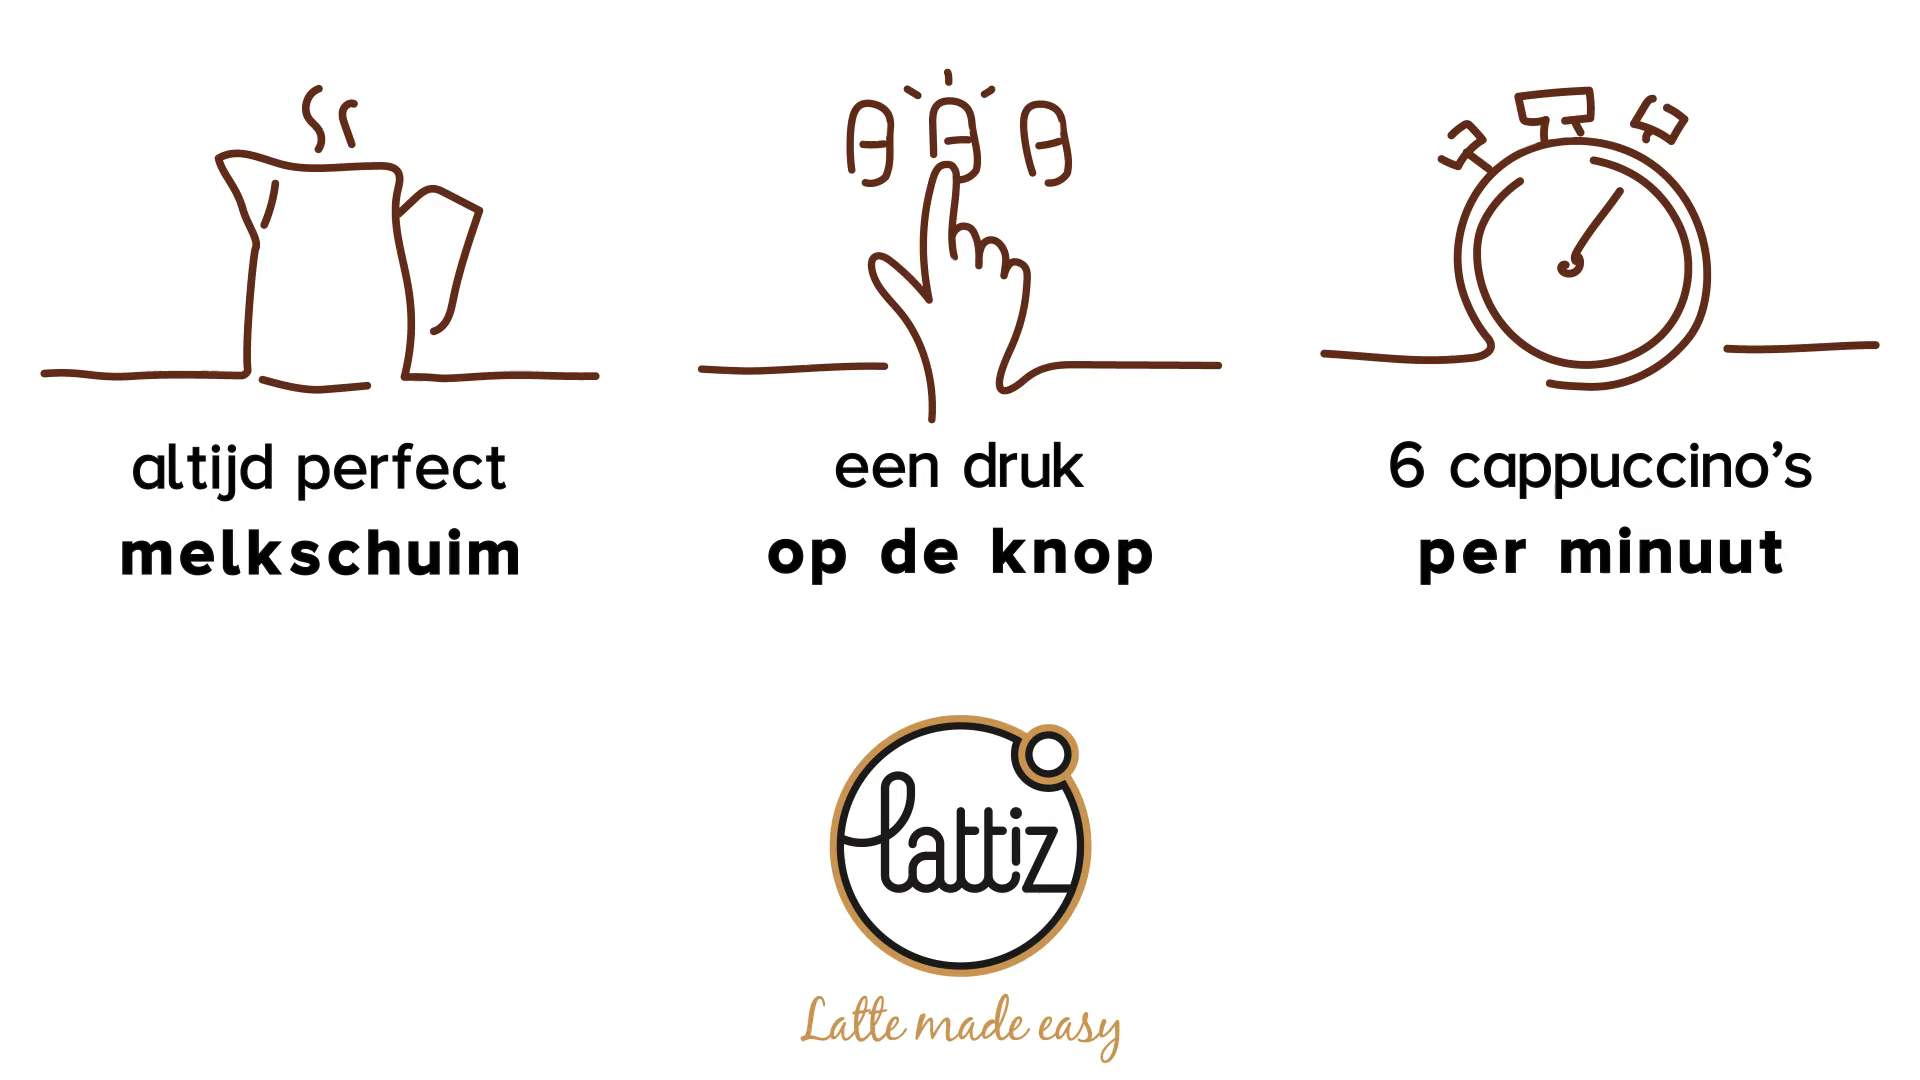 altijd perfect
melkschuim
een druk
op de knop
6 cappuccino’s
per minuut
lattiz
Latte made easy